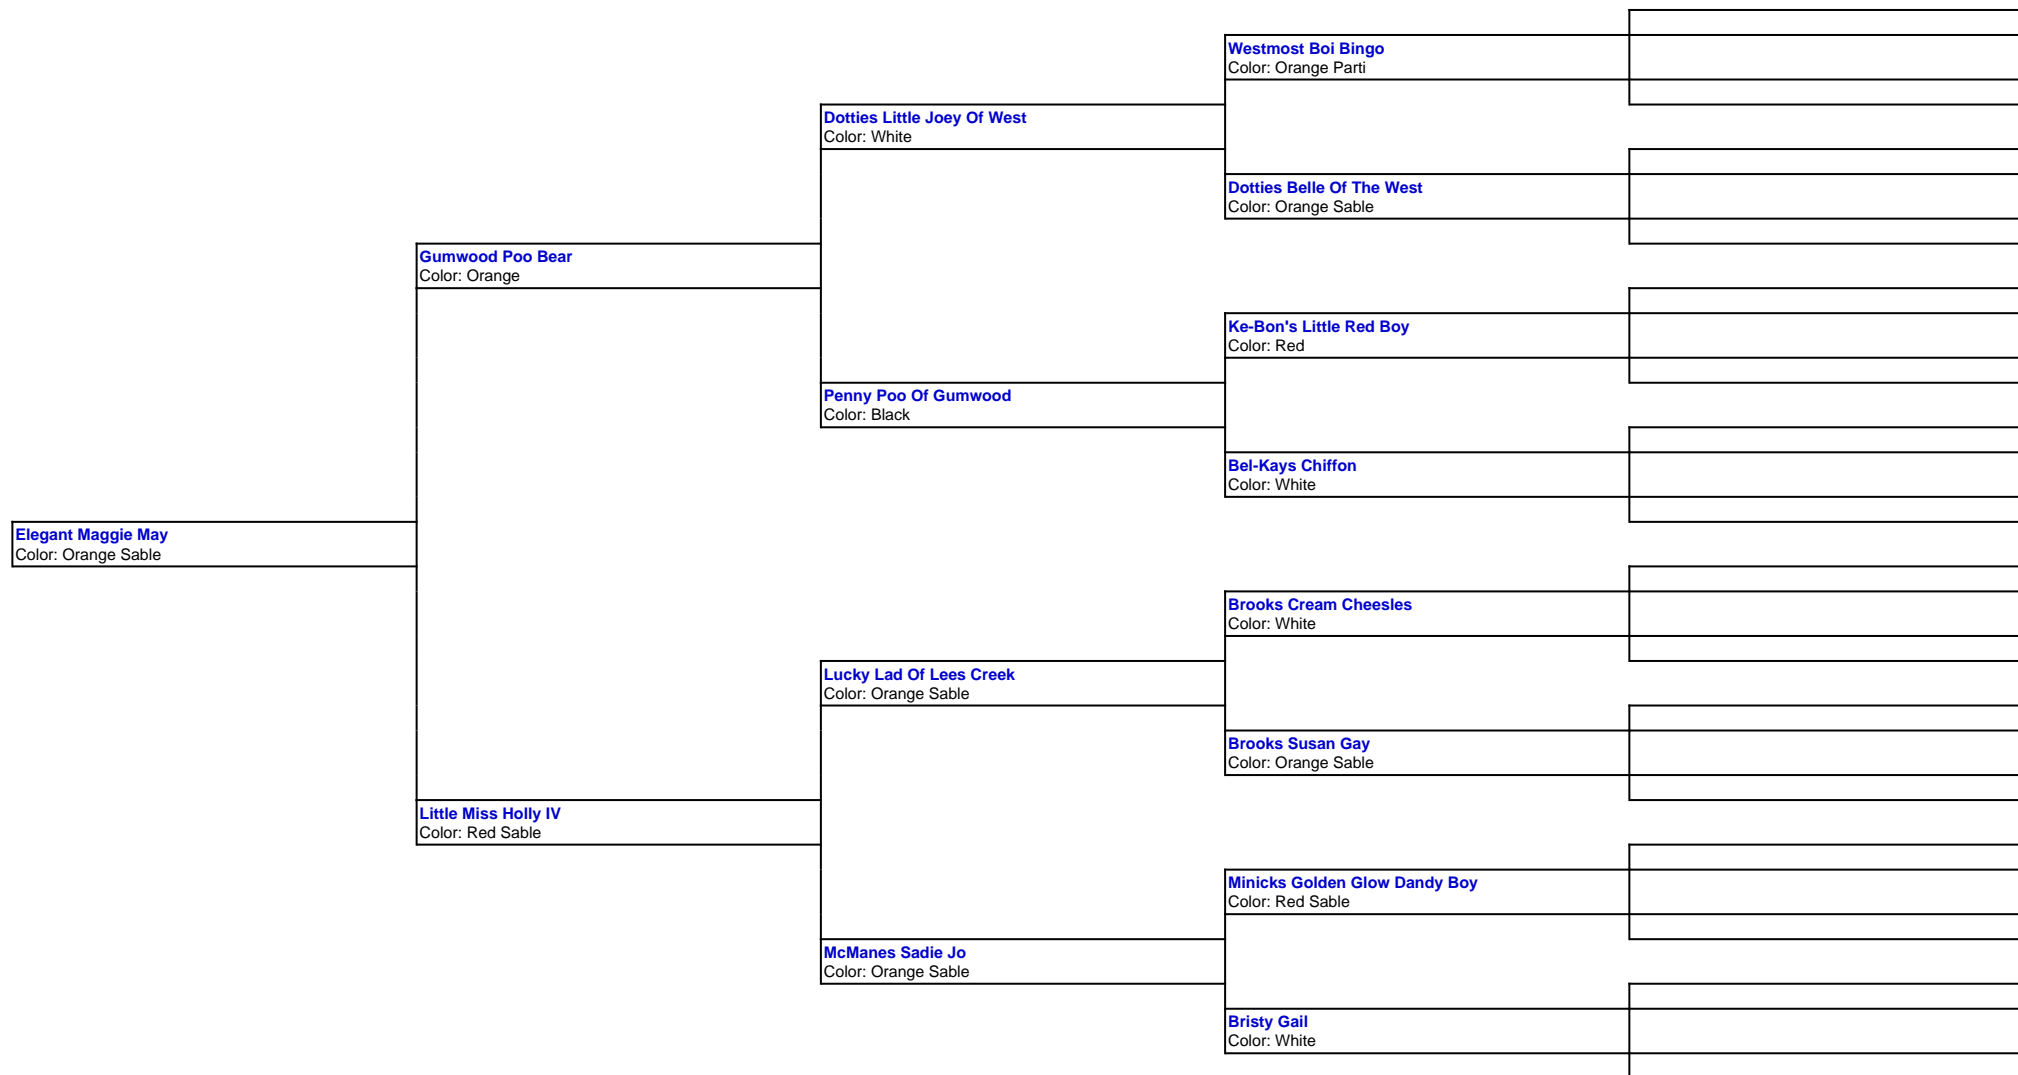 Westmost Boi Bingo
Color: Orange Parti
Dotties Little Joey Of West
Color: White
Dotties Belle Of The West
Color: Orange Sable
Gumwood Poo Bear
Color: Orange
Ke-Bon's Little Red Boy
Color: Red
Penny Poo Of Gumwood
Color: Black
Bel-Kays Chiffon
Color: White
Elegant Maggie May
Color: Orange Sable
Brooks Cream Cheesles
Color: White
Lucky Lad Of Lees Creek
Color: Orange Sable
Brooks Susan Gay
Color: Orange Sable
Little Miss Holly IV
Color: Red Sable
Minicks Golden Glow Dandy Boy
Color: Red Sable
McManes Sadie Jo
Color: Orange Sable
Bristy Gail
Color: White